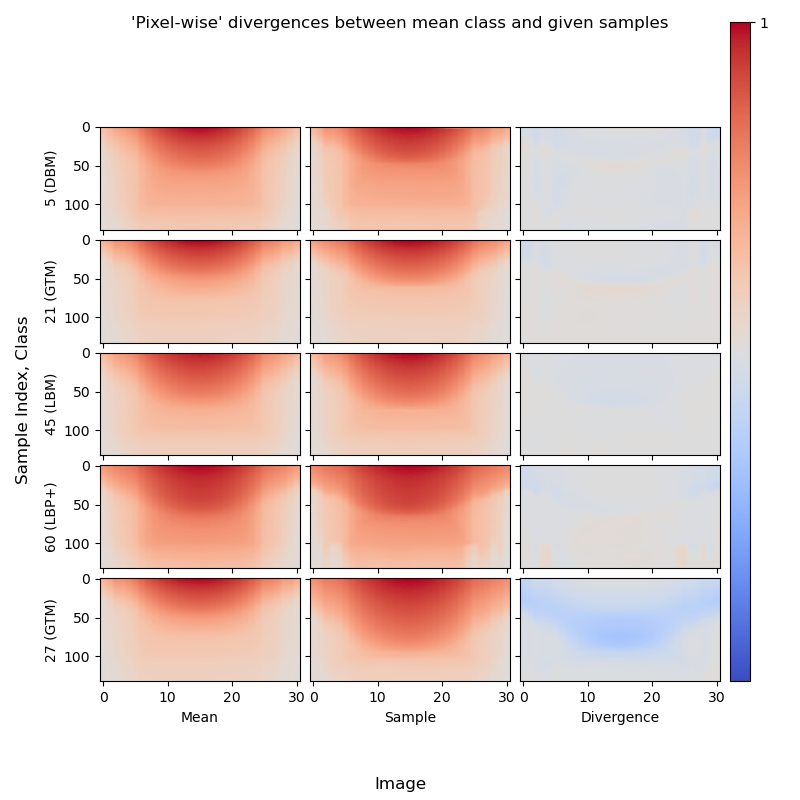 'Pixel-wise' divergences between mean class and given samples
1
0
50
100
5 (DBM)
0
50
100
21 (GTM)
0
50
100
45 (LBM)
0
50
100
60 (LBP+)
0
50
100
27 (GTM)
Sample Index, Class
0 10 20 30 0 10 20 30 0 10 20 30
Mean Sample Divergence
Image